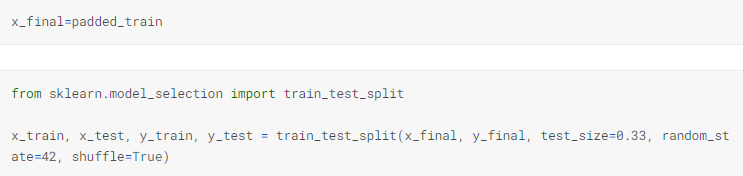 x_final=padded_train
from sklearn.model_selection import train_test_split
x_train, x_test, y_train, y_test = train_test_split(x_final, y_final, test_size=0.33, random_st
ate=42, shuffle=True)